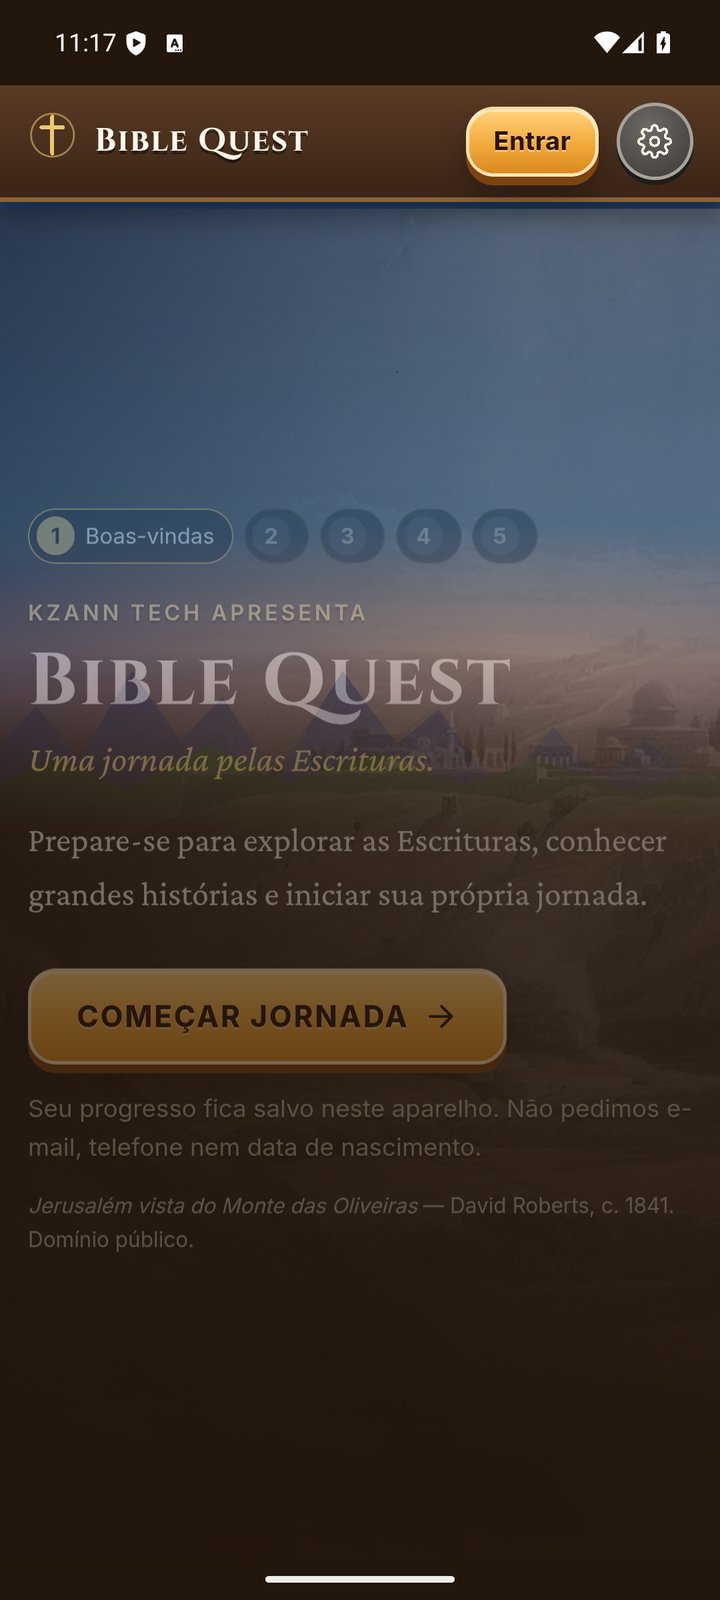 11:17
A
BIBLE QUEST
Entrar
1 Boas-vindas 2 3 4 5
KZANN TECH APRESENTA
BIBLE QUEST
Uma jornada pelas Escrituras.
Prepare-se para explorar as Escrituras, conhecer
grandes histórias e iniciar sua própria jornada.
COMEÇAR JORNADA →
Seu progresso fica salvo neste aparelho. Não pedimos e-
mail, telefone nem data de nascimento.
Jerusalém vista do Monte das Oliveiras — David Roberts, c. 1841.
Domínio público.